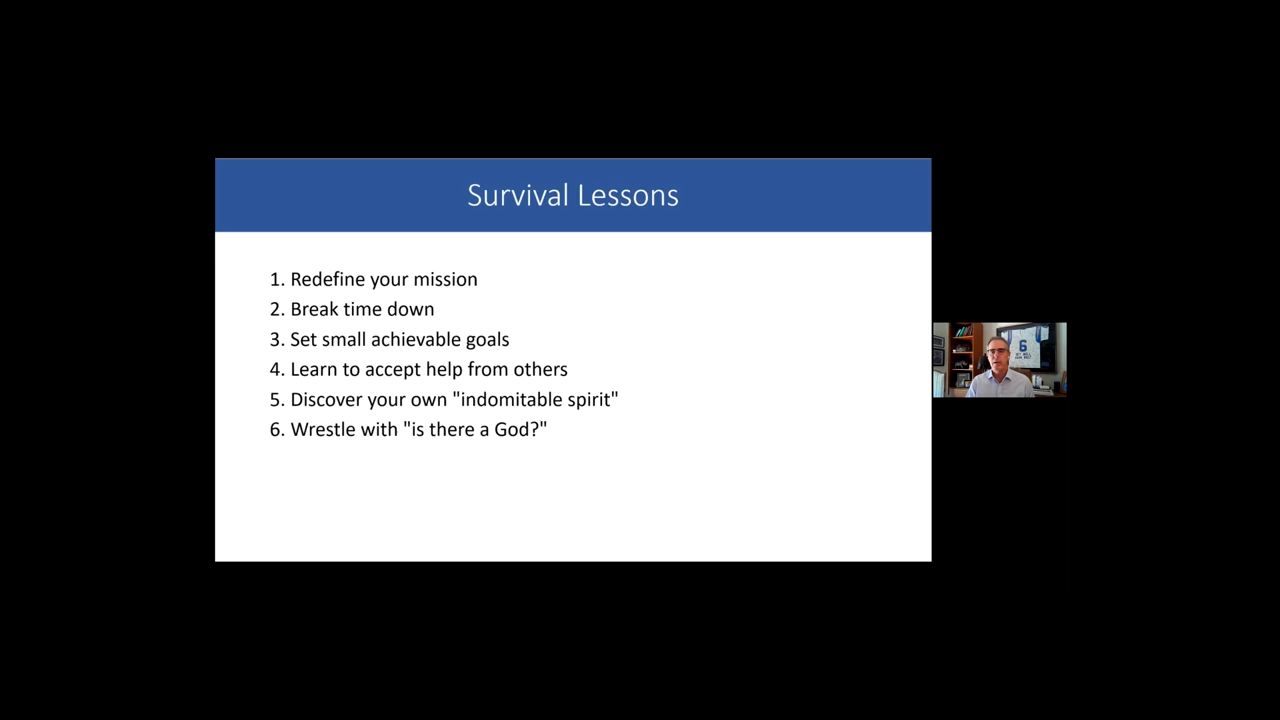 Survival Lessons
1. Redefine your mission
2. Break time down
3. Set small achievable goals
4. Learn to accept help from others
5. Discover your own "indomitable spirit"
6. Wrestle with "is there a God?"
6